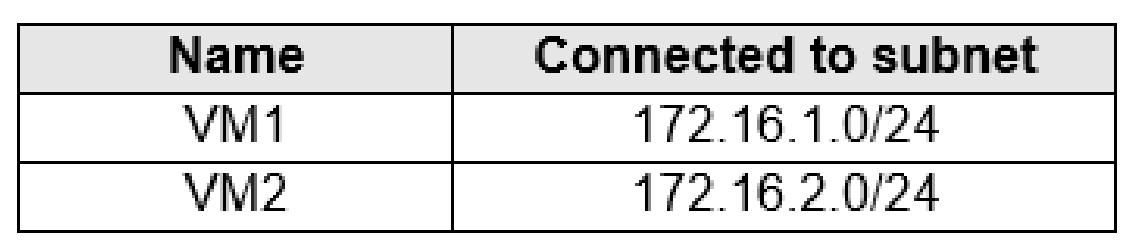 Name Connected to subnet
VM1 172.16.1.0/24
VM2 172.16.2.0/24